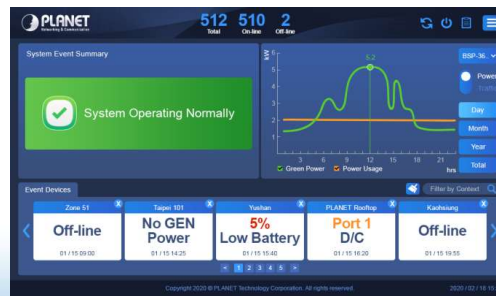 PLANET
Networking & Communication
512 510 2
Total On-line Off-line
System Event Summary
System Operating Normally
kW
6
5
4
3
2
1
5.2
3 6 9 12 15 18 21
hrs
Green Power Power Usage
BSP-36..
Power
Traffic
Day
Month
Year
Total
Event Devices
Filter by Context
Zone 51
Off-line
01 / 15 09:00
Taipei 101
No GEN
Power
01 / 15 14:25
Yushan
5%
Low Battery
01 / 15 15:40
PLANET Rooftop
Port 1
D/C
01 / 15 16:20
Kaohsiung
Off-line
01 / 15 19:55
« 1 2 3 4 5 »
Copyright 2020 © PLANET Technology Corporation. All rights reserved.